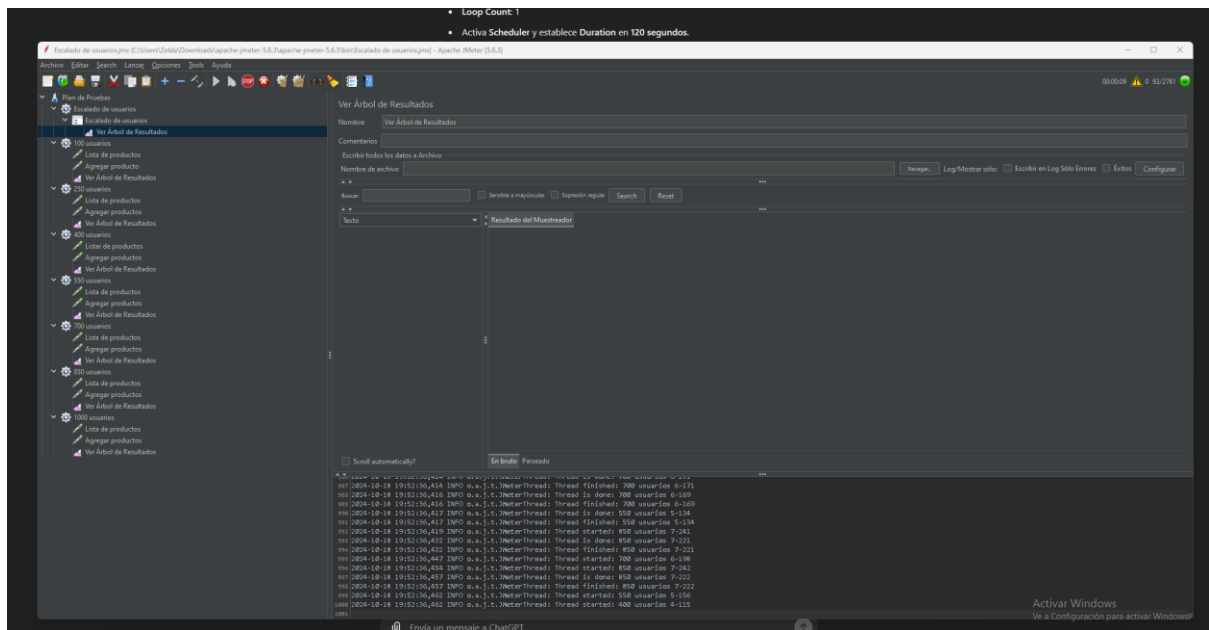 • Loop Count: 1
• Activa Scheduler y establece Duration en 120 segundos.
Escalado de usuarios.jmx (C:\Users\Zelda\Downloads\apache-jmeter-5.6.3\apache-jmeter-5.6.3\bin\Escalado de usuarios.jmx) - Apache JMeter (5.6.3)
Archivo Editar Search Lanzar Opciones Tools Ayuda
00:00:09 0 93/2761
Plan de Pruebas
Escalado de usuarios
Escalado de usuarios
Ver Árbol de Resultados
100 usuarios
Lista de productos
Agregar producto
Ver Árbol de Resultados
250 usuarios
Lista de productos
Agregar productos
Ver Árbol de Resultados
400 usuarios
Listar de productos
Agregar productos
Ver Árbol de Resultados
550 usuarios
Lista de productos
Agregar productos
Ver Árbol de Resultados
700 usuarios
Lista de productos
Agregar productos
Ver Árbol de Resultados
850 usuarios
Lista de productos
Agregar productos
Ver Árbol de Resultados
1000 usuarios
Lista de productos
Agregar productos
Ver Árbol de Resultados
Ver Árbol de Resultados
Nombre: Ver Árbol de Resultados
Comentarios
Escribir todos los datos a Archivo
Nombre de archivo Navegar... Log/Mostrar sólo: Escribir en Log Sólo Errores Éxitos Configurar
Buscar: Sensible a mayúsculas Expresión regular Search Reset
Texto Resultado del Muestreador
Scroll automatically? En bruto Parseado
987 2024-10-18 19:52:36,414 INFO o.a.j.t.JMeterThread: Thread finished: 700 usuarios 6-171
988 2024-10-18 19:52:36,416 INFO o.a.j.t.JMeterThread: Thread is done: 700 usuarios 6-169
989 2024-10-18 19:52:36,416 INFO o.a.j.t.JMeterThread: Thread finished: 700 usuarios 6-169
990 2024-10-18 19:52:36,417 INFO o.a.j.t.JMeterThread: Thread is done: 550 usuarios 5-134
991 2024-10-18 19:52:36,417 INFO o.a.j.t.JMeterThread: Thread finished: 550 usuarios 5-134
992 2024-10-18 19:52:36,419 INFO o.a.j.t.JMeterThread: Thread started: 850 usuarios 7-241
993 2024-10-18 19:52:36,432 INFO o.a.j.t.JMeterThread: Thread is done: 850 usuarios 7-221
994 2024-10-18 19:52:36,432 INFO o.a.j.t.JMeterThread: Thread finished: 850 usuarios 7-221
995 2024-10-18 19:52:36,447 INFO o.a.j.t.JMeterThread: Thread started: 700 usuarios 6-198
996 2024-10-18 19:52:36,454 INFO o.a.j.t.JMeterThread: Thread started: 850 usuarios 7-242
997 2024-10-18 19:52:36,457 INFO o.a.j.t.JMeterThread: Thread is done: 850 usuarios 7-222
998 2024-10-18 19:52:36,457 INFO o.a.j.t.JMeterThread: Thread finished: 850 usuarios 7-222
999 2024-10-18 19:52:36,462 INFO o.a.j.t.JMeterThread: Thread started: 550 usuarios 5-156
1000 2024-10-18 19:52:36,462 INFO o.a.j.t.JMeterThread: Thread started: 400 usuarios 4-115
1001
Activar Windows
Ve a Configuración para activar Windows.
Envía un mensaje a ChatGPT